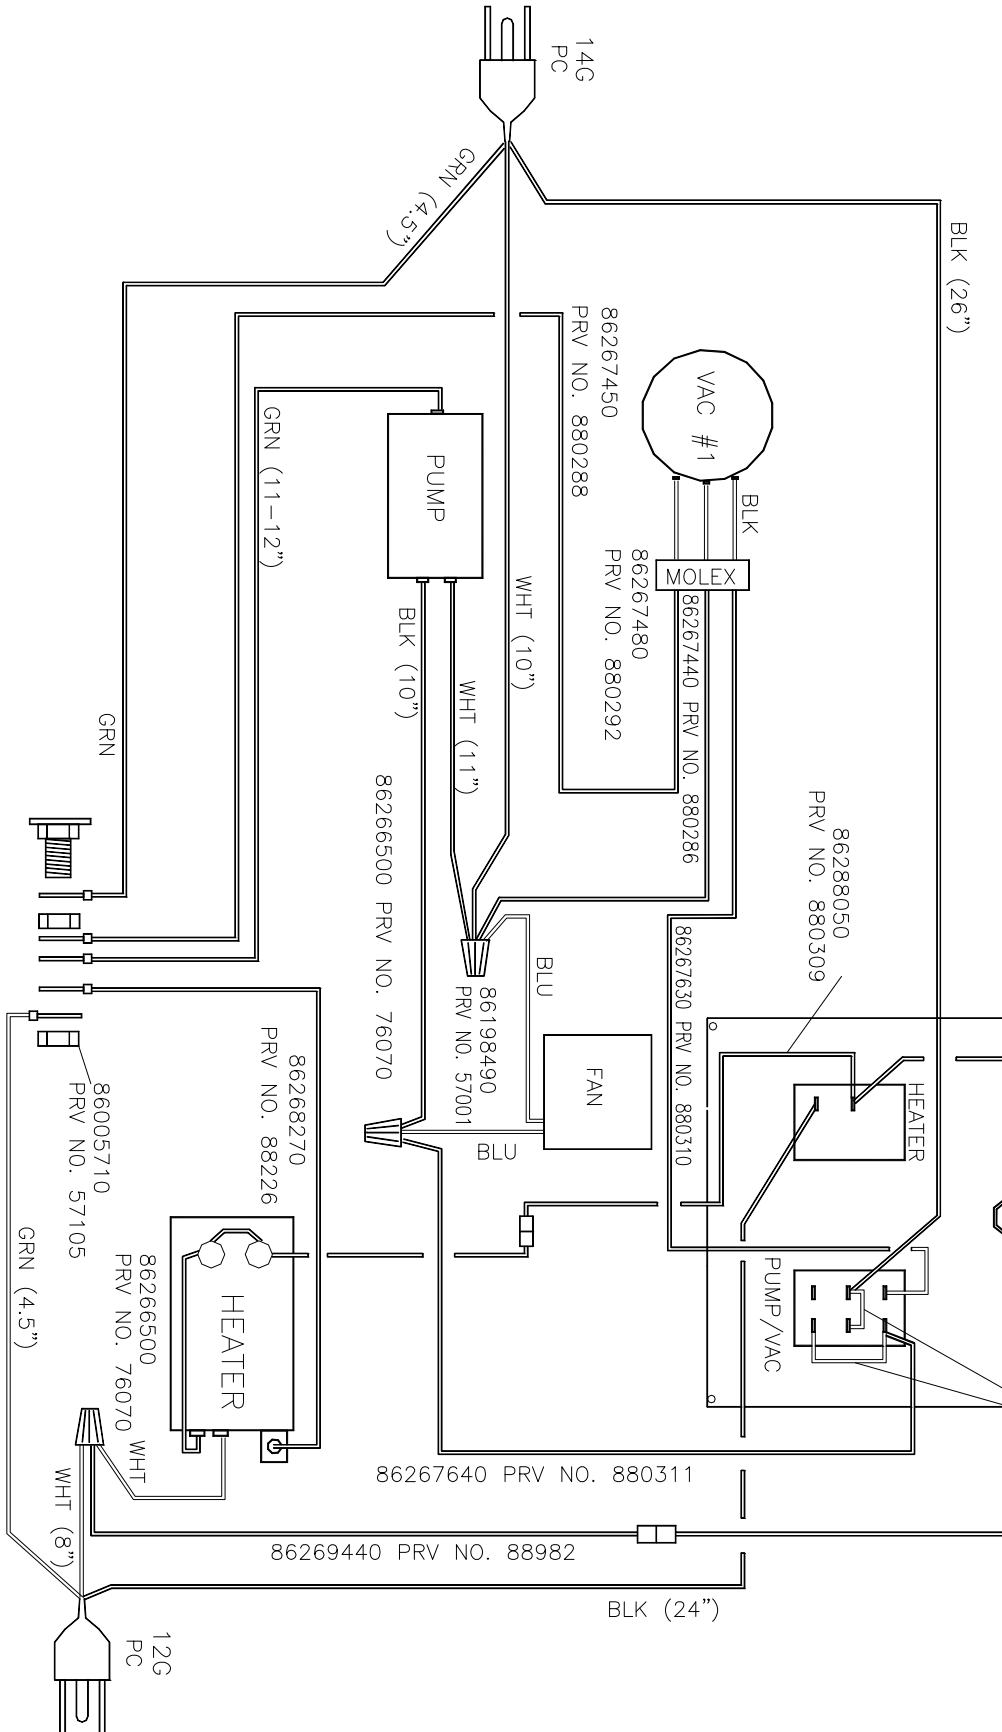 14G
PC
GRN (4.5")
BLK (26")
86267450
PRV NO. 880288
VAC #1
BLK
MOLEX
GRN (11-12")
PUMP
86267480
PRV NO. 880292
86267440 PRV NO. 880286
WHT (10")
BLK (10")
WHT (11")
GRN
86266500 PRV NO. 76070
86288050
PRV NO. 880309
86267630 PRV NO. 880310
BLU
86198490
PRV NO. 57001
FAN
BLU
HEATER
86268270
PRV NO. 88226
86005710
PRV NO. 57105
GRN (4.5")
86266500
PRV NO. 76070
HEATER
PUMP/VAC
WHT
WHT (8")
86267640 PRV NO. 880311
86269440 PRV NO. 88982
BLK (24")
12G
PC